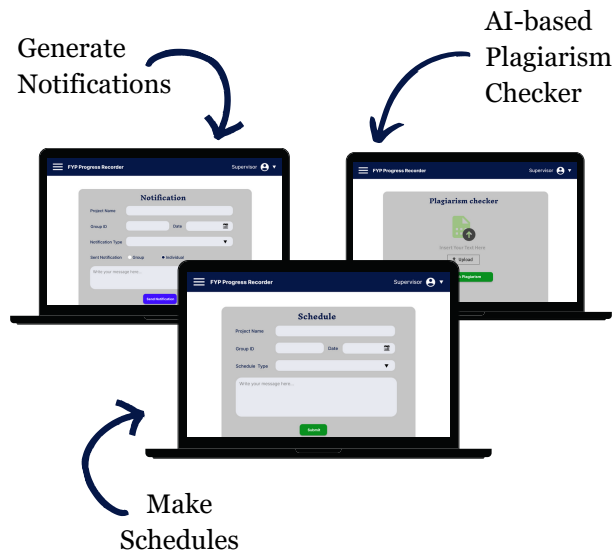 Generate
Notifications
AI-based
Plagiarism
Checker
FYP Progress Recorder
Supervisor
Notification
Project Name
Group ID
Date
Notification Type
Sent Notification
Group
Individual
Write your message here...
Send Notification
FYP Progress Recorder
Supervisor
Plagiarism checker
Insert Your Text Here
Upload
Plagiarism
FYP Progress Recorder
Supervisor
Schedule
Project Name
Group ID
Date
Schedule Type
Write your message here...
Submit
Make
Schedules